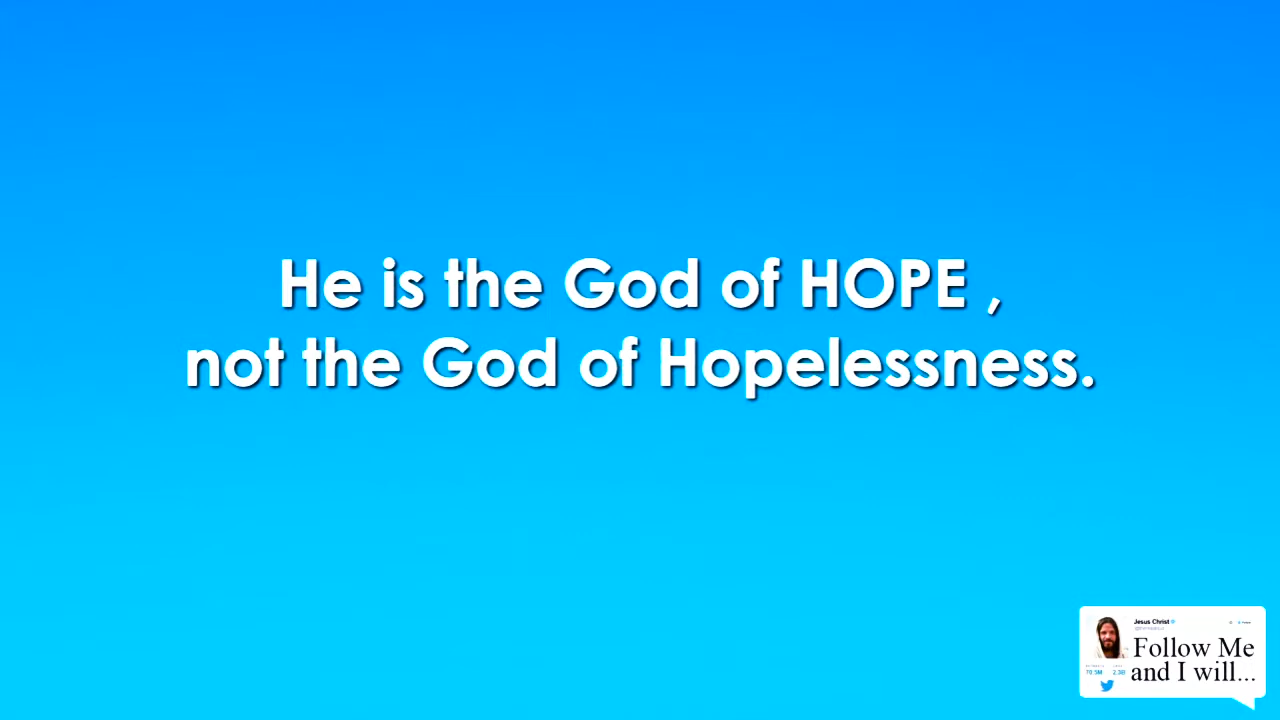 He is the God of HOPE ,
not the God of Hopelessness.
Jesus Christ
Follow Me
and I will...